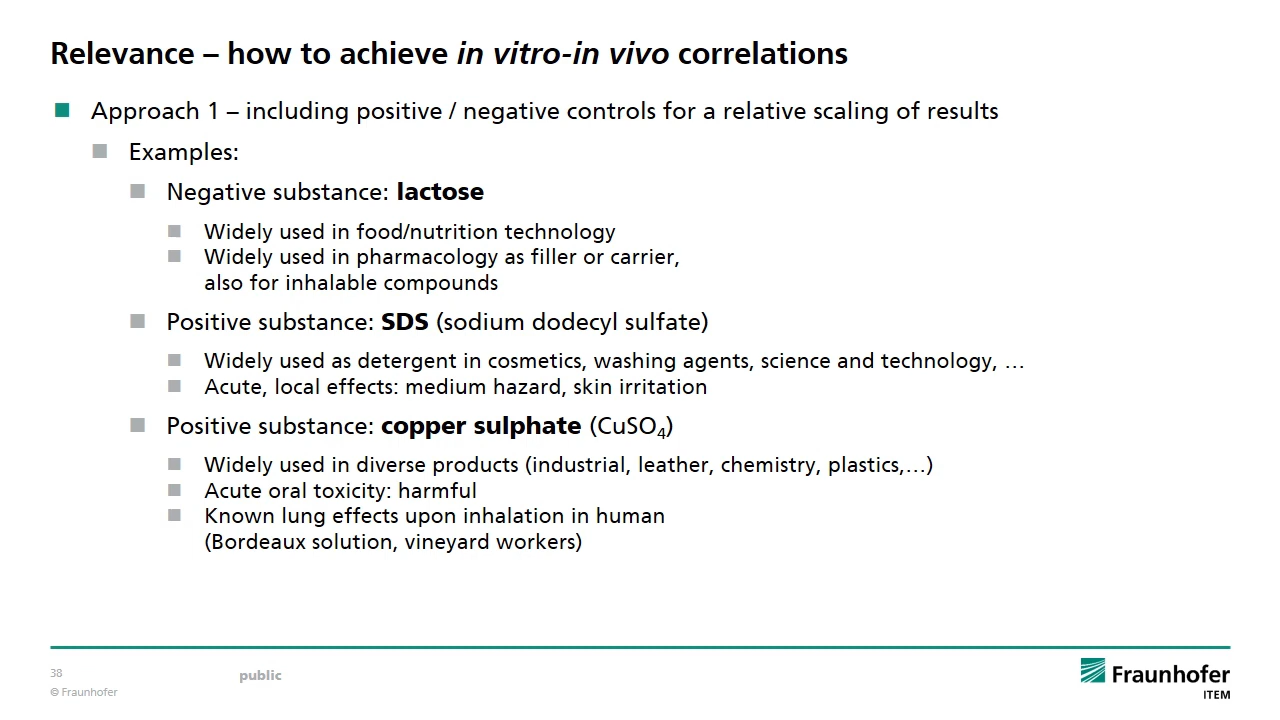 Relevance – how to achieve in vitro-in vivo correlations
Approach 1 – including positive / negative controls for a relative scaling of results
Examples:
Negative substance: lactose
Widely used in food/nutrition technology
Widely used in pharmacology as filler or carrier,
also for inhalable compounds
Positive substance: SDS (sodium dodecyl sulfate)
Widely used as detergent in cosmetics, washing agents, science and technology, …
Acute, local effects: medium hazard, skin irritation
Positive substance: copper sulphate (CuSO₄)
Widely used in diverse products (industrial, leather, chemistry, plastics,…)
Acute oral toxicity: harmful
Known lung effects upon inhalation in human
(Bordeaux solution, vineyard workers)
38
public
© Fraunhofer
Fraunhofer
ITEM